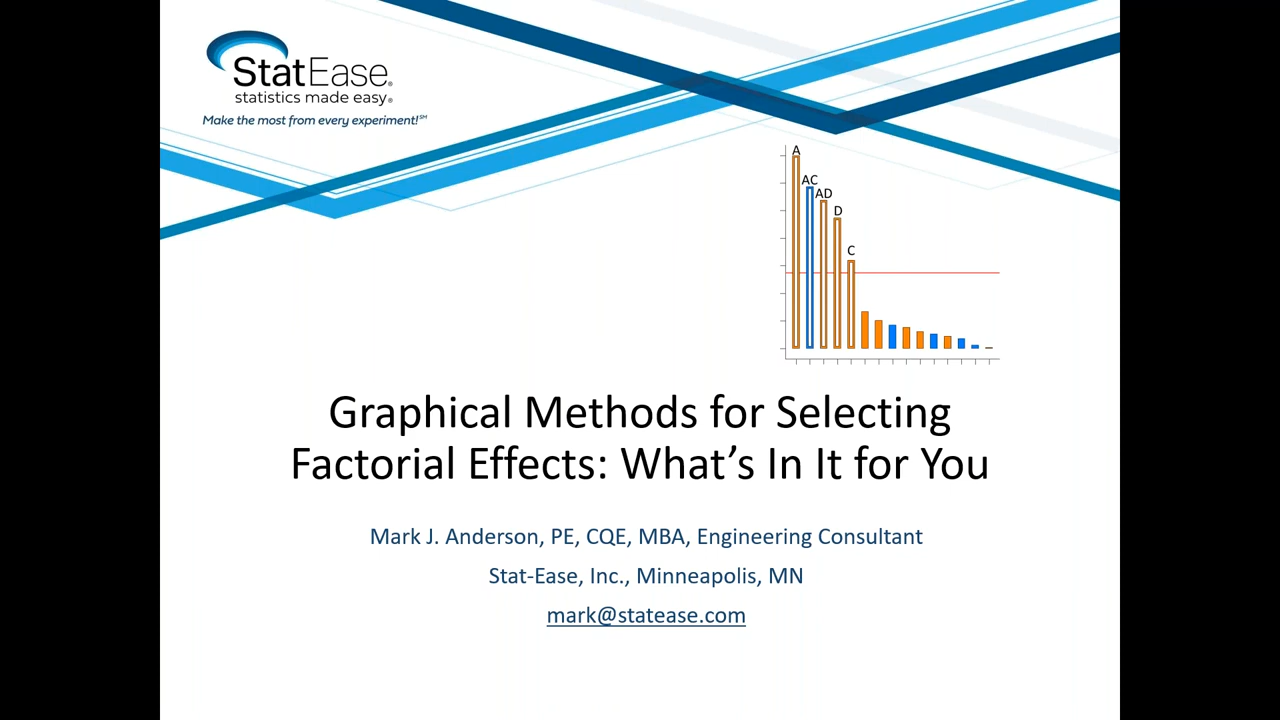 StatEase®
statistics made easy®
Make the most from every experiment!℠
A
AC
AD
D
C
Graphical Methods for Selecting
Factorial Effects: What’s In It for You
Mark J. Anderson, PE, CQE, MBA, Engineering Consultant
Stat-Ease, Inc., Minneapolis, MN
mark@statease.com